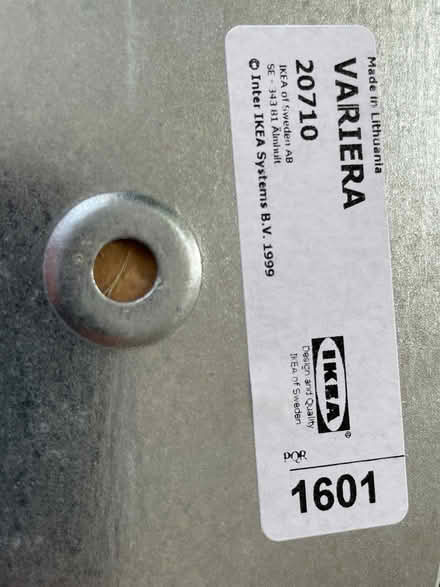 Made in Lithuania
VARIERA
20710
IKEA of Sweden AB
SE - 343 81 Älmhult
© Inter IKEA Systems B.V. 1999
IKEA®
Design and Quality
IKEA of Sweden
PQR
1601